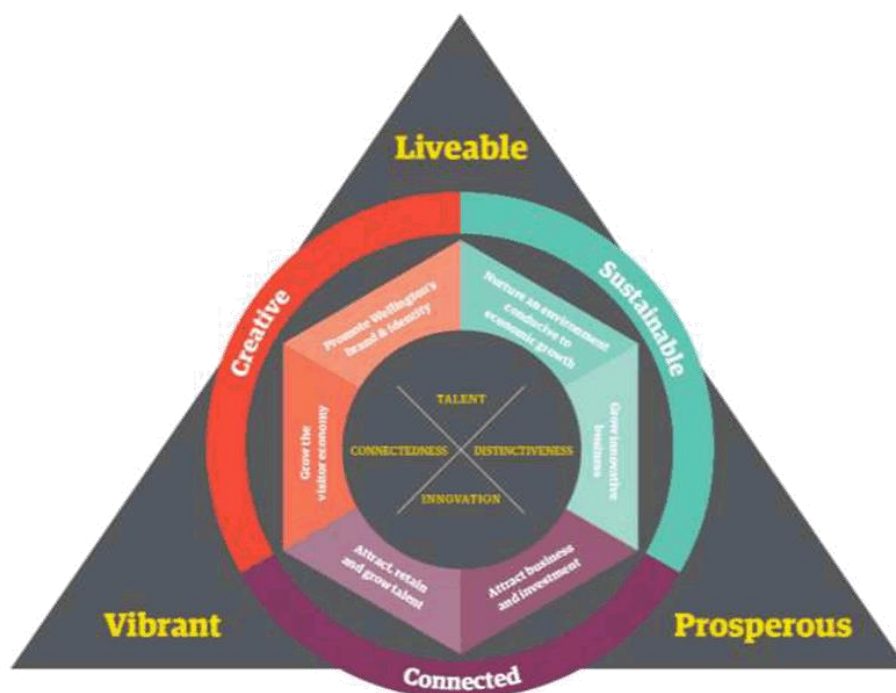 Liveable
Creative
Sustainable
Promote Wellington's
brand & identity
Nurture an environment
conducive to
economic growth
TALENT
CONNECTEDNESS
DISTINCTIVENESS
INNOVATION
Grow the
visitor economy
Grow innovative
business
Attract, retain
and grow talent
Attract business
and investment
Vibrant
Prosperous
Connected